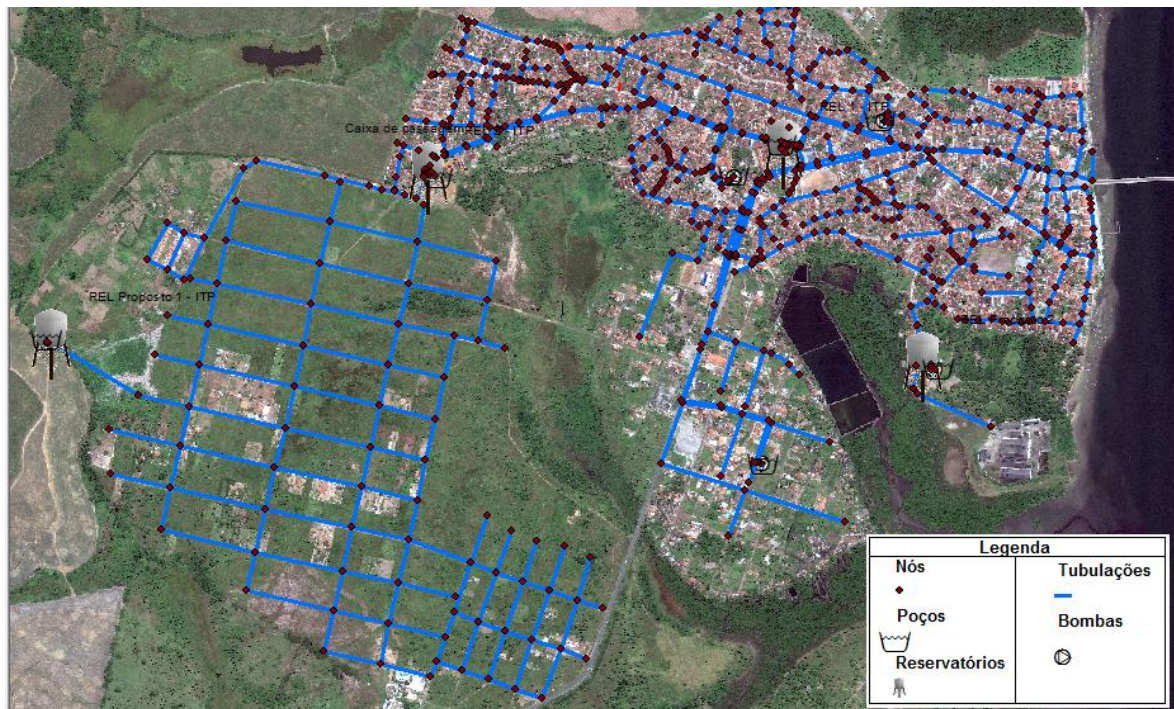 Caixa de passagem
ITP
REL
ITP
REL Proposto 1 - ITP
Legenda
Nós
Tubulações
Poços
Bombas
Reservatórios